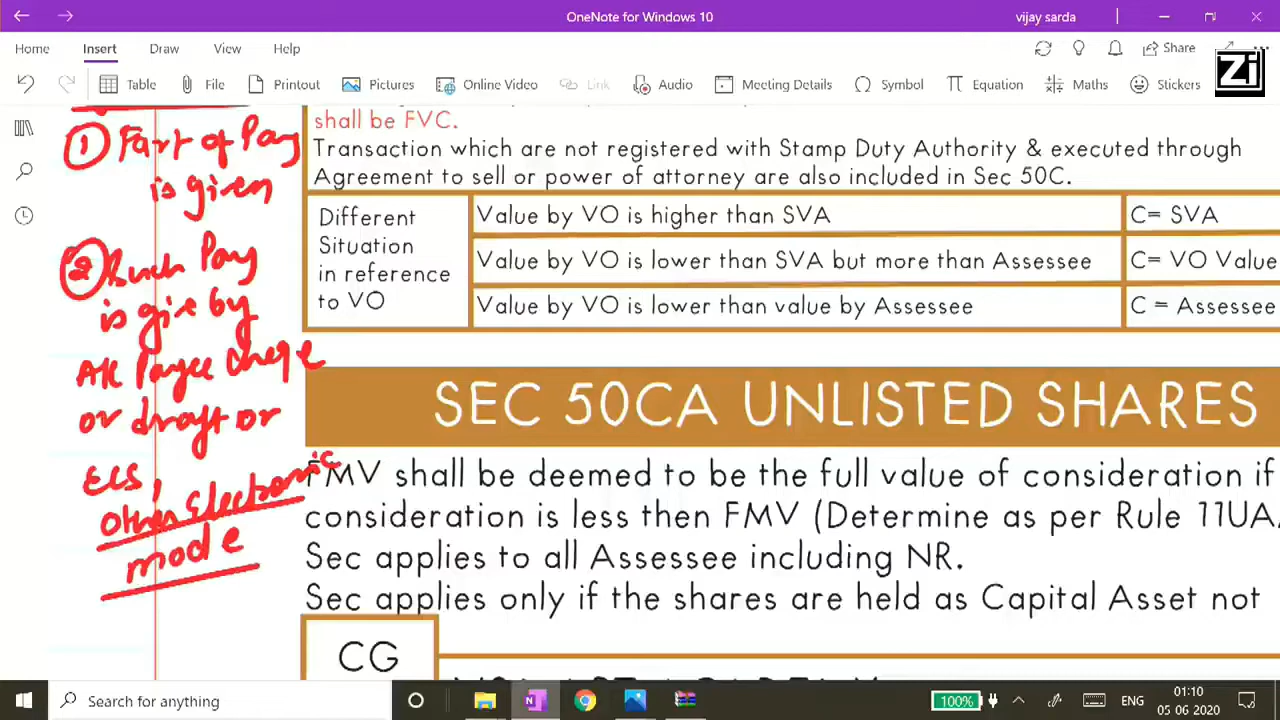 OneNote for Windows 10
vijay sarda
Home
Insert
Draw
View
Help
Share
Table
File
Printout
Pictures
Online Video
Link
Audio
Meeting Details
Symbol
Equation
Maths
Stickers
Zi
① Part of Pay
is given
② Such Pay
is give by
A/c Payee cheqe
or draft or
ECS,
Other Electronic
mode
shall be FVC.
Transaction which are not registered with Stamp Duty Authority & executed through
Agreement to sell or power of attorney are also included in Sec 50C.
Different
Situation
in reference
to VO
Value by VO is higher than SVA
C= SVA
Value by VO is lower than SVA but more than Assessee
C= VO Value
Value by VO is lower than value by Assessee
C = Assessee
SEC 50CA UNLISTED SHARES
FMV shall be deemed to be the full value of consideration if
consideration is less then FMV (Determine as per Rule 11UA
Sec applies to all Assessee including NR.
Sec applies only if the shares are held as Capital Asset not
CG
Search for anything
100%
ENG
01:10
05-06-2020